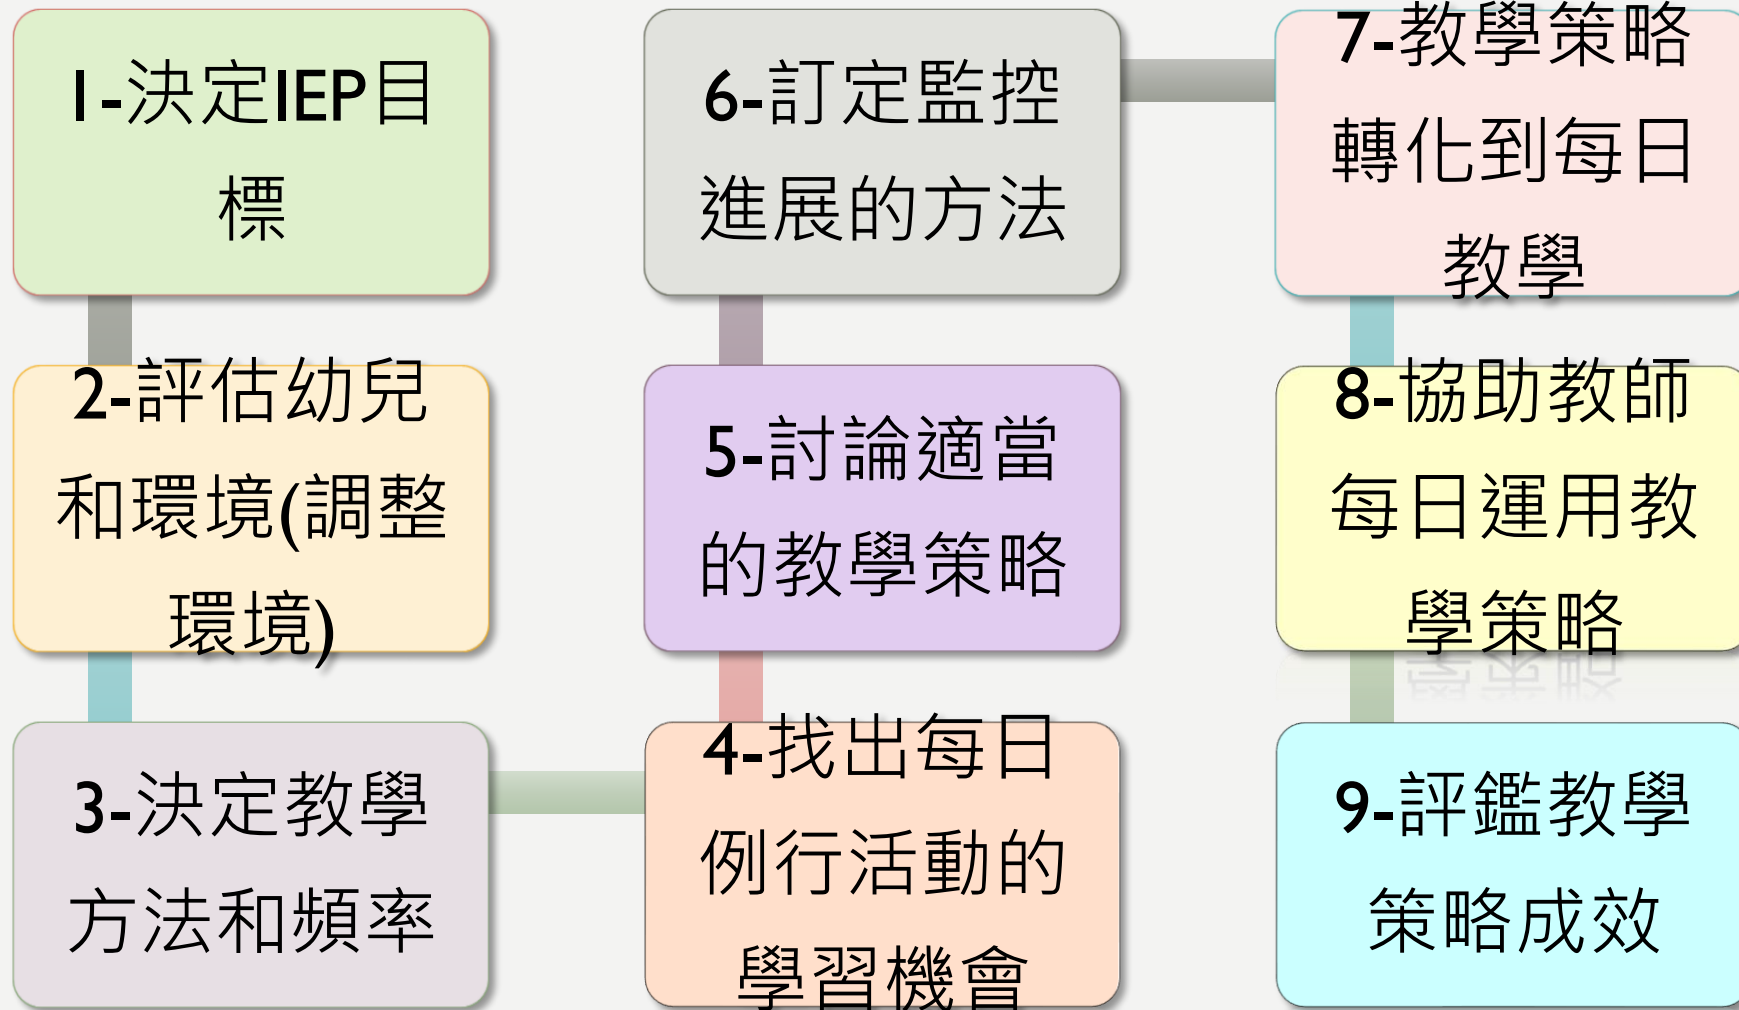 1-決定IEP目
標
2-評估幼兒
和環境(調整
環境)
3-決定教學
方法和頻率
4-找出每日
例行活動的
學習機會
5-討論適當
的教學策略
6-訂定監控
進展的方法
7-教學策略
轉化到每日
教學
8-協助教師
每日運用教
學策略
9-評鑑教學
策略成效